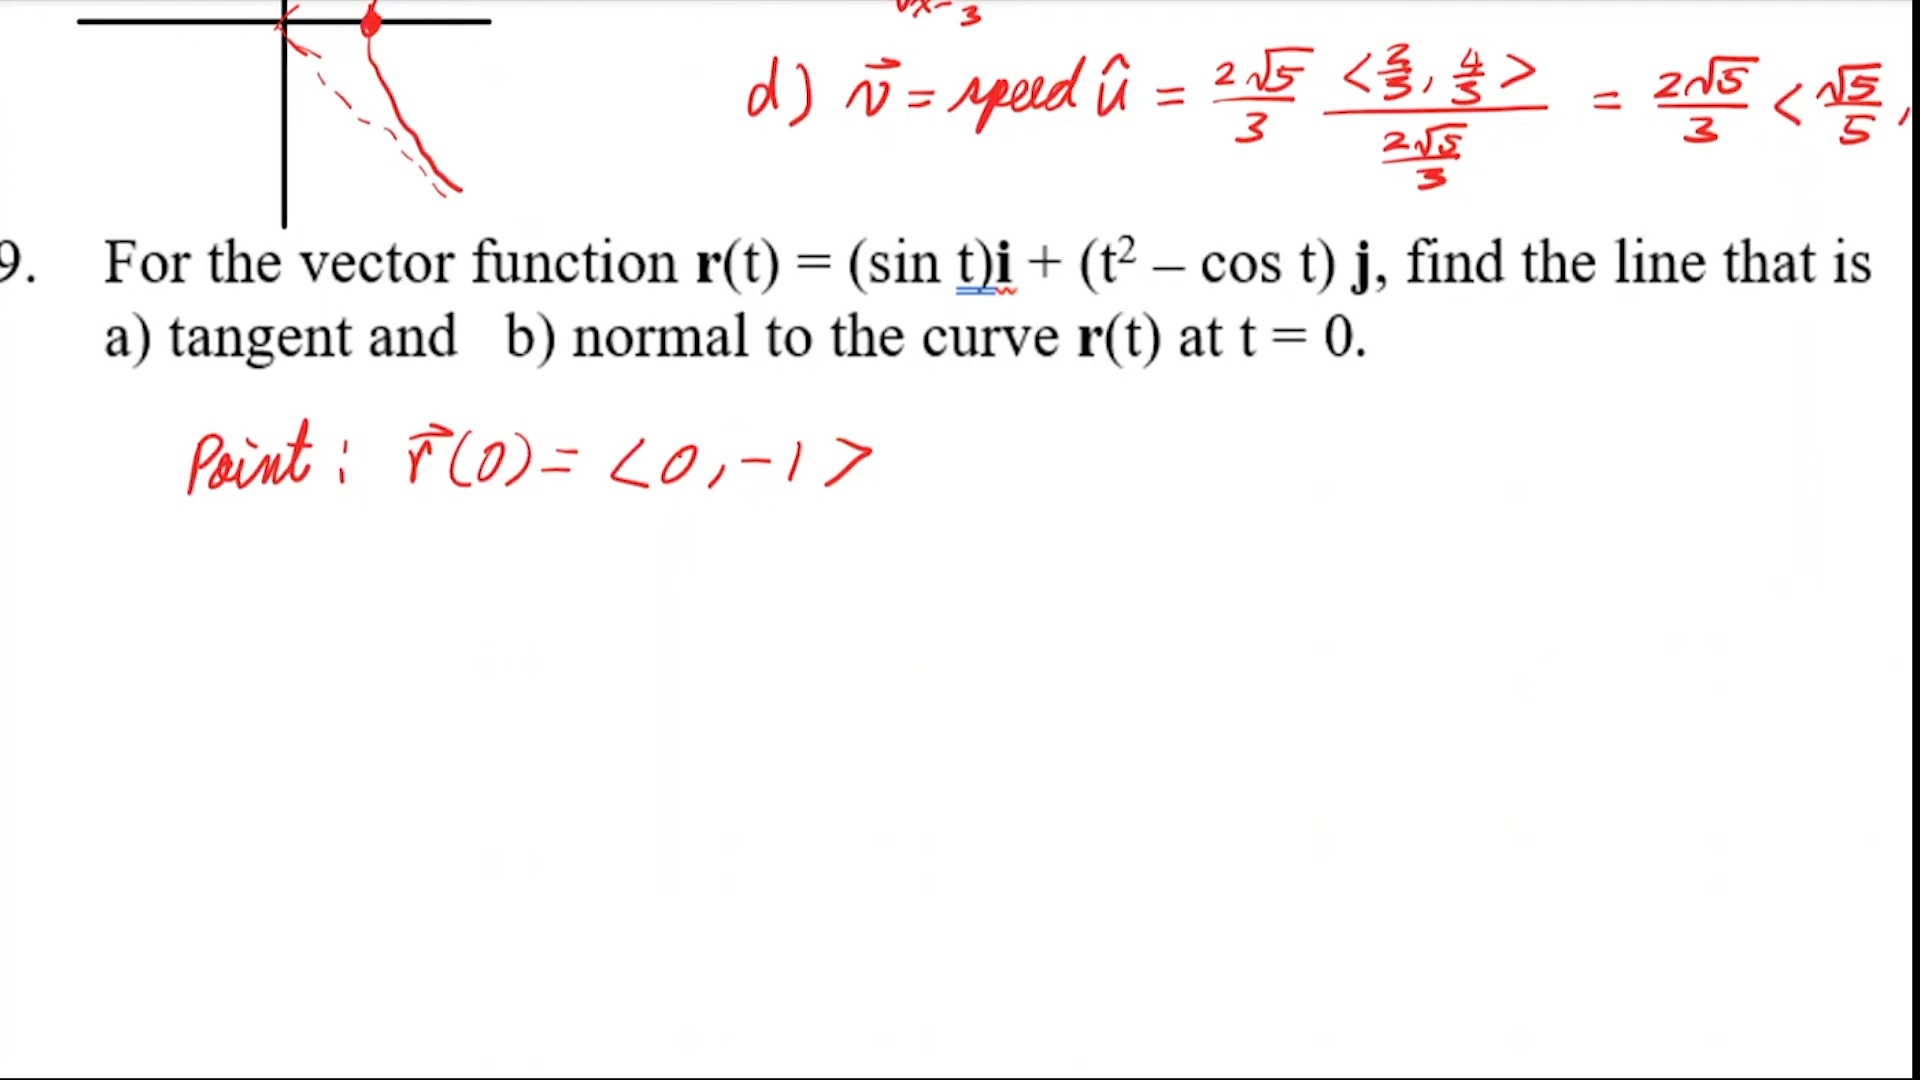 d) v⃗ = speed û = 2√5/3 <2/3, 4/3> / (2√5/3) = 2√5/3 <√5/5,
9. For the vector function r(t) = (sin t)i + (t² – cos t) j, find the line that is
a) tangent and b) normal to the curve r(t) at t = 0.
Point: r⃗(0) = <0, -1>